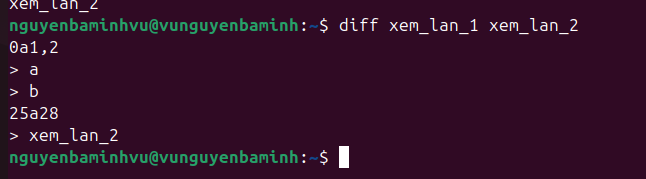 xem_lan_2
nguyenbaminhvu@vunguyenbaminh:~$ diff xem_lan_1 xem_lan_2
0a1,2
> a
> b
25a28
> xem_lan_2
nguyenbaminhvu@vunguyenbaminh:~$